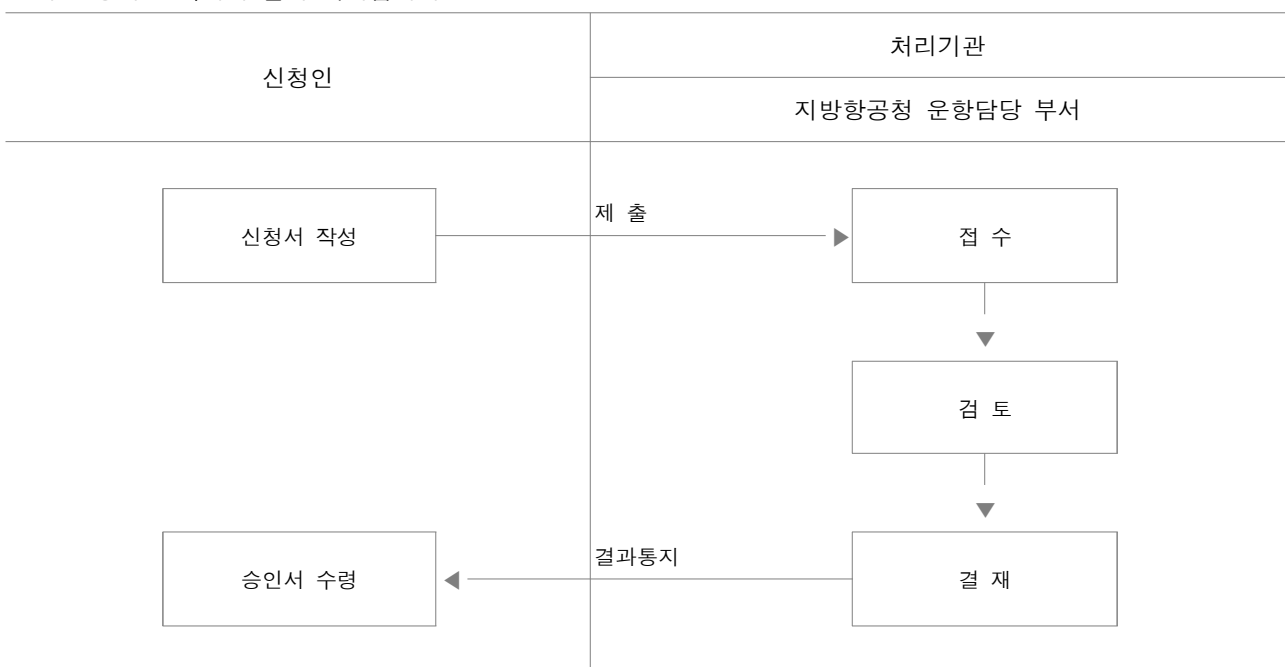 신청인
처리기관
지방항공청 운항담당 부서
신청서 작성
제 출
접 수
검 토
결 재
결과통지
승인서 수령